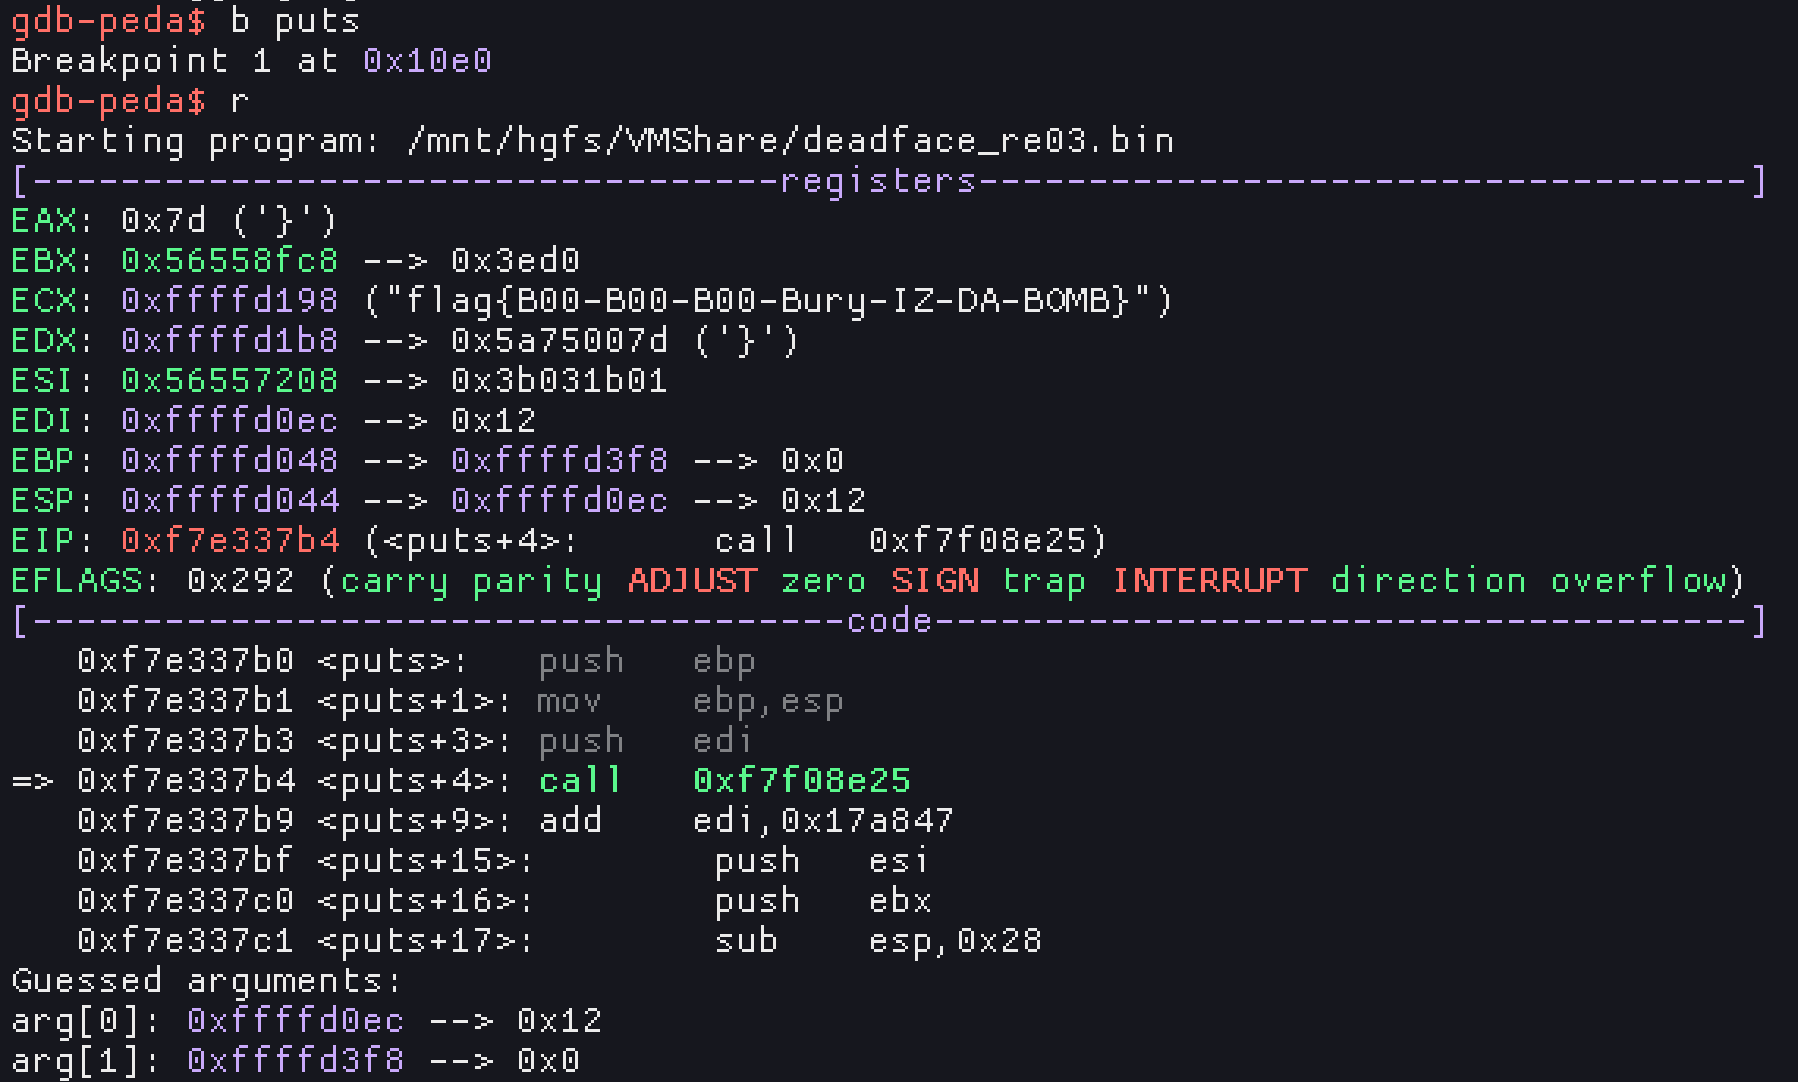 gdb-peda$ b puts
Breakpoint 1 at 0x10e0
gdb-peda$ r
Starting program: /mnt/hgfs/VMShare/deadface_re03.bin
[----------------------------------registers-----------------------------------]
EAX: 0x7d ('}')
EBX: 0x56558fc8 --> 0x3ed0
ECX: 0xffffd198 ("flag{B00-B00-B00-Bury-IZ-DA-BOMB}")
EDX: 0xffffd1b8 --> 0x5a75007d ('}')
ESI: 0x56557208 --> 0x3b031b01
EDI: 0xffffd0ec --> 0x12
EBP: 0xffffd048 --> 0xffffd3f8 --> 0x0
ESP: 0xffffd044 --> 0xffffd0ec --> 0x12
EIP: 0xf7e337b4 (<puts+4>:      call   0xf7f08e25)
EFLAGS: 0x292 (carry parity ADJUST zero SIGN trap INTERRUPT direction overflow)
[-------------------------------------code-------------------------------------]
   0xf7e337b0 <puts>:   push   ebp
   0xf7e337b1 <puts+1>: mov    ebp,esp
   0xf7e337b3 <puts+3>: push   edi
=> 0xf7e337b4 <puts+4>: call   0xf7f08e25
   0xf7e337b9 <puts+9>: add    edi,0x17a847
   0xf7e337bf <puts+15>:        push   esi
   0xf7e337c0 <puts+16>:        push   ebx
   0xf7e337c1 <puts+17>:        sub    esp,0x28
Guessed arguments:
arg[0]: 0xffffd0ec --> 0x12
arg[1]: 0xffffd3f8 --> 0x0